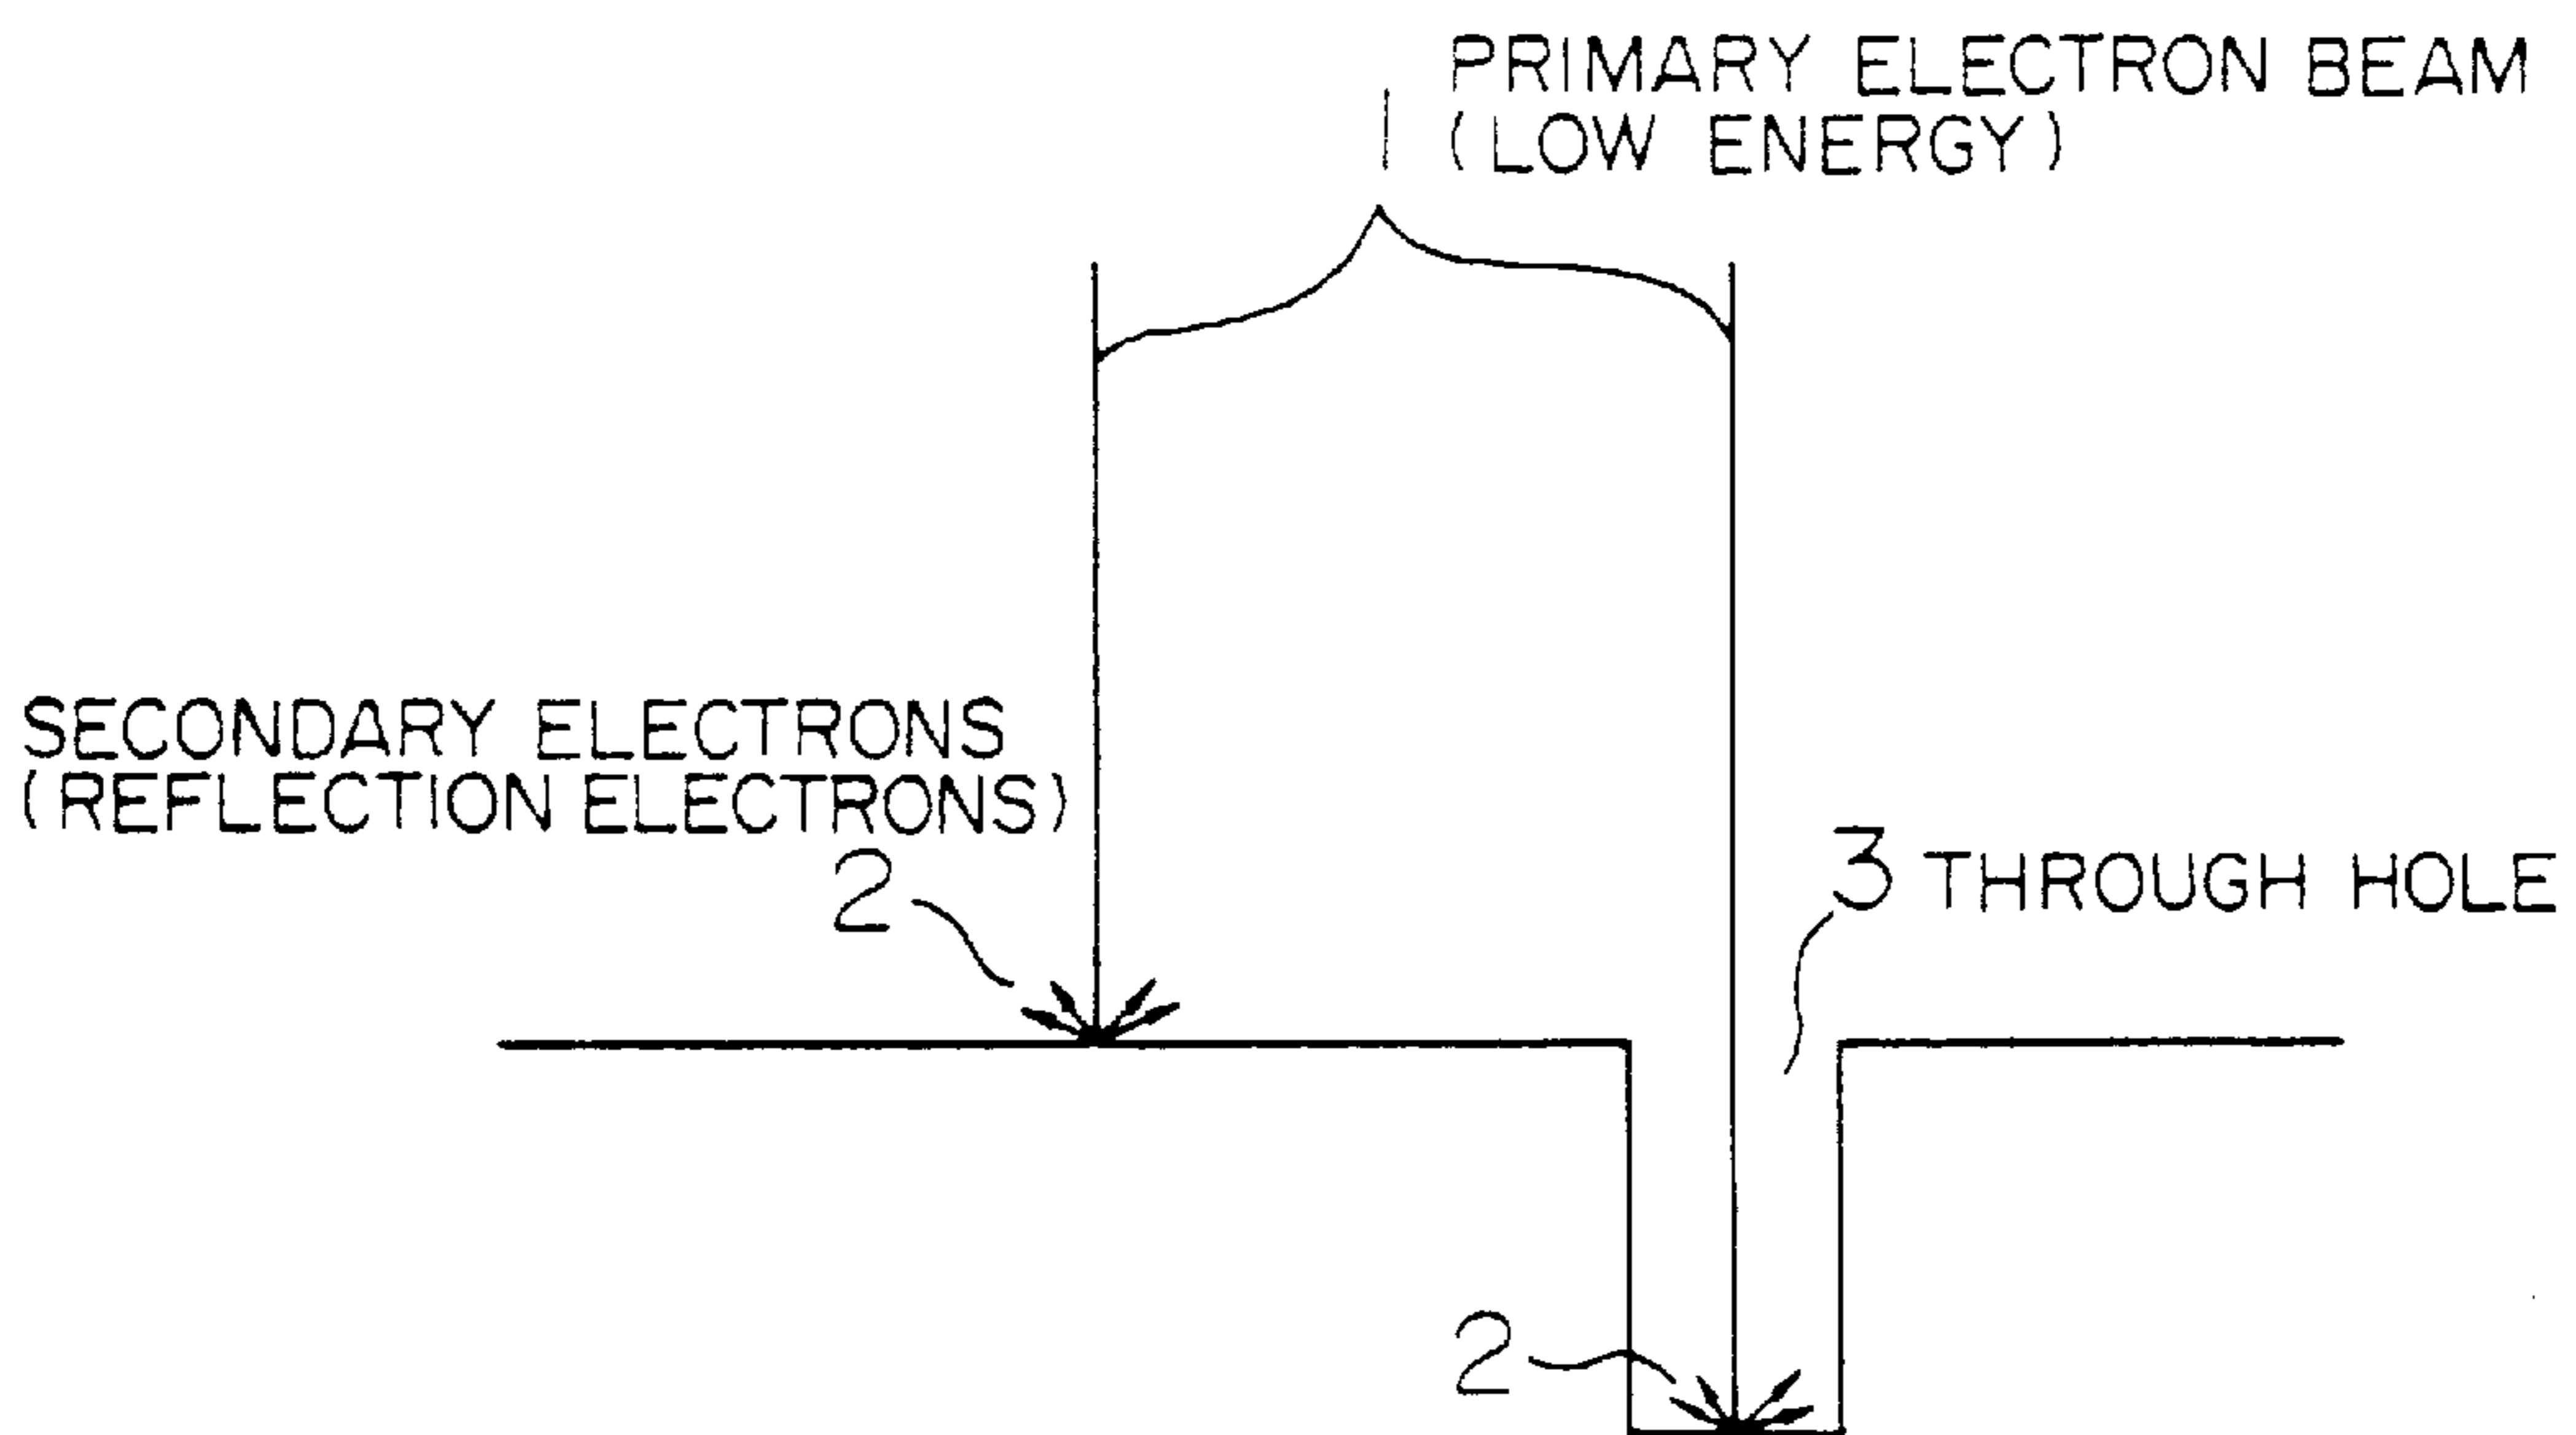 1 PRIMARY ELECTRON BEAM
(LOW ENERGY)
SECONDARY ELECTRONS
(REFLECTION ELECTRONS)
2
3 THROUGH HOLE
2